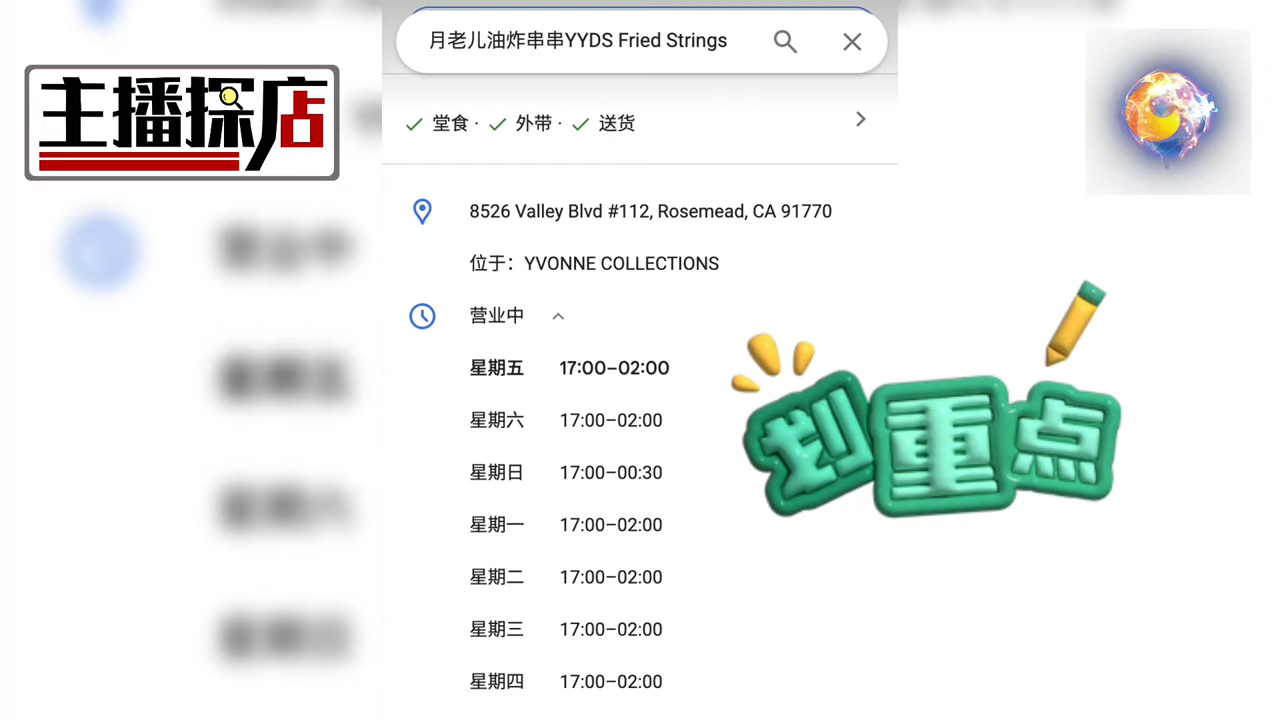 主播探店
月老儿油炸串串YYDS Fried Strings
堂食 · 外带 · 送货
8526 Valley Blvd #112, Rosemead, CA 91770
位于：YVONNE COLLECTIONS
营业中
星期五 17:00–02:00
星期六 17:00–02:00
星期日 17:00–00:30
星期一 17:00–02:00
星期二 17:00–02:00
星期三 17:00–02:00
星期四 17:00–02:00
划重点